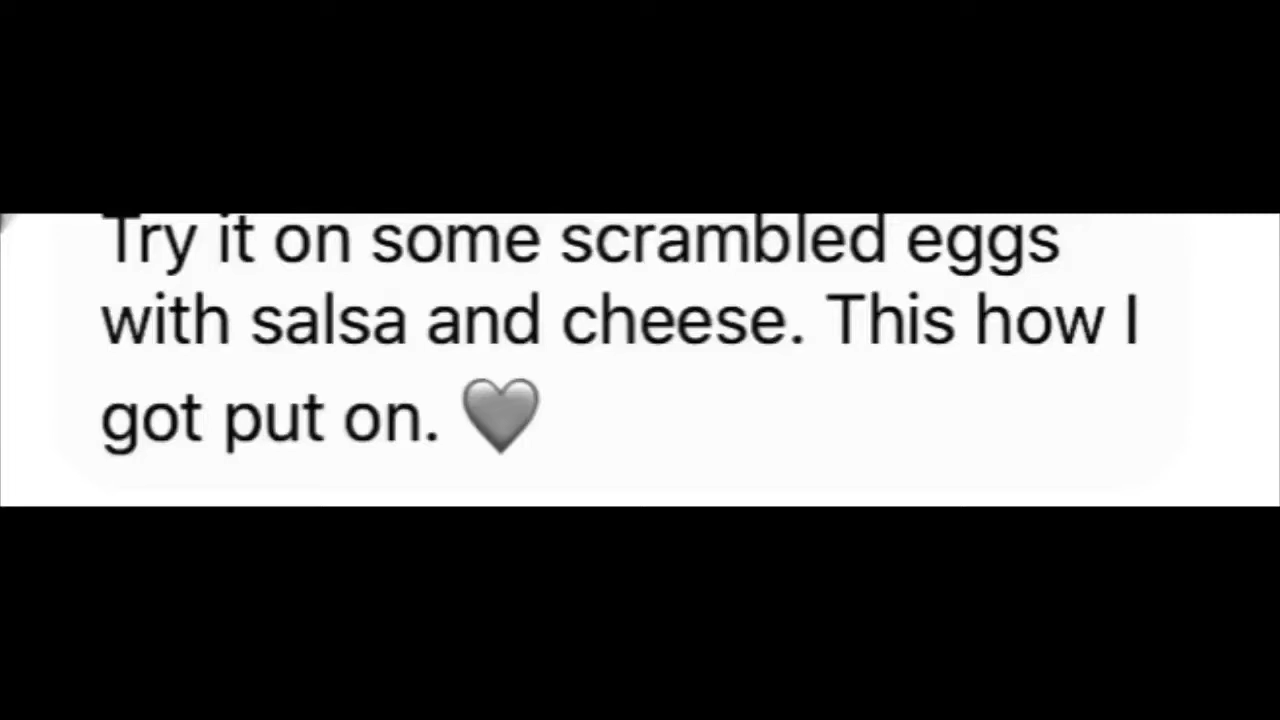 Try it on some scrambled eggs
with salsa and cheese. This how I
got put on. 🩶